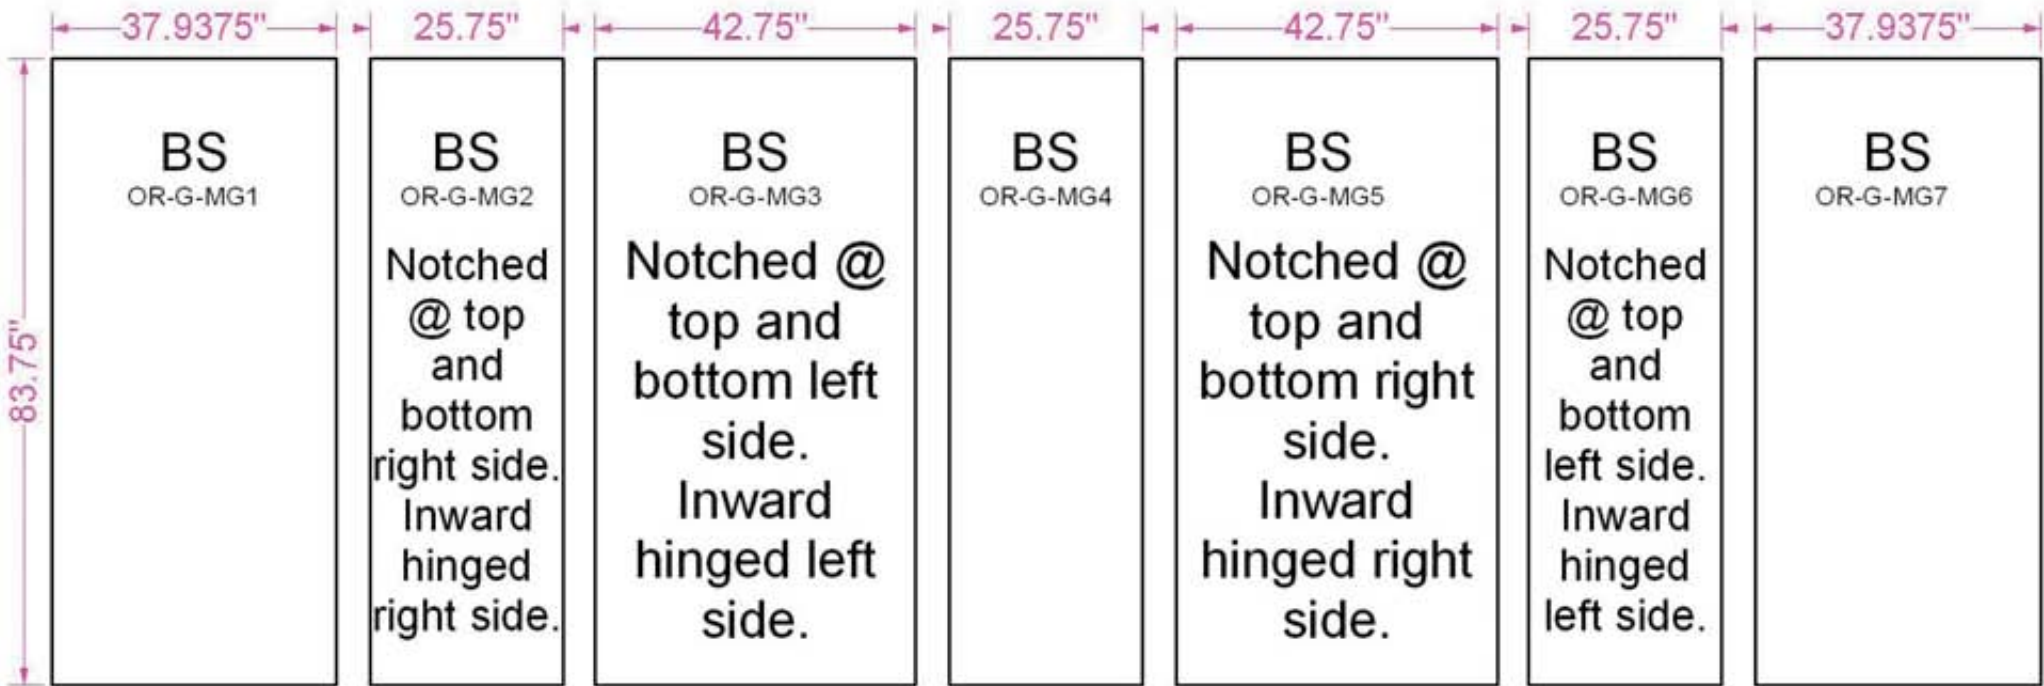 37.9375" 25.75" 42.75" 25.75" 42.75" 25.75" 37.9375"
83.75"
BS
OR-G-MG1
BS
OR-G-MG2
Notched
@ top
and
bottom
right side.
Inward
hinged
right side.
BS
OR-G-MG3
Notched @
top and
bottom left
side.
Inward
hinged left
side.
BS
OR-G-MG4
BS
OR-G-MG5
Notched @
top and
bottom right
side.
Inward
hinged right
side.
BS
OR-G-MG6
Notched
@ top
and
bottom
left side.
Inward
hinged
left side.
BS
OR-G-MG7